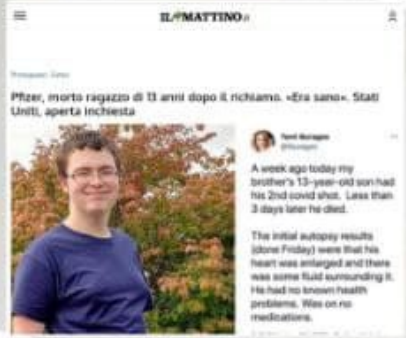 IL MATTINO.it
Pfizer, morto ragazzo di 13 anni dopo il richiamo. «Era sano». Stati
Uniti, aperta inchiesta
A week ago today my
brother's 13-year-old son had
his 2nd covid shot. Less than
3 days later he died.
The initial autopsy results
(done Friday) were that his
heart was enlarged and there
was some fluid surrounding it.
He had no known health
problems. Was on no
medications.